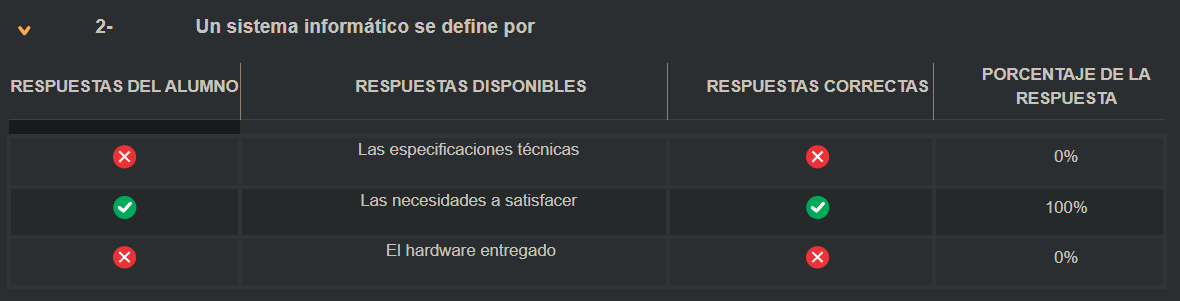 2- Un sistema informático se define por
RESPUESTAS DEL ALUMNO RESPUESTAS DISPONIBLES RESPUESTAS CORRECTAS PORCENTAJE DE LA
RESPUESTA
Las especificaciones técnicas 0%
Las necesidades a satisfacer 100%
El hardware entregado 0%